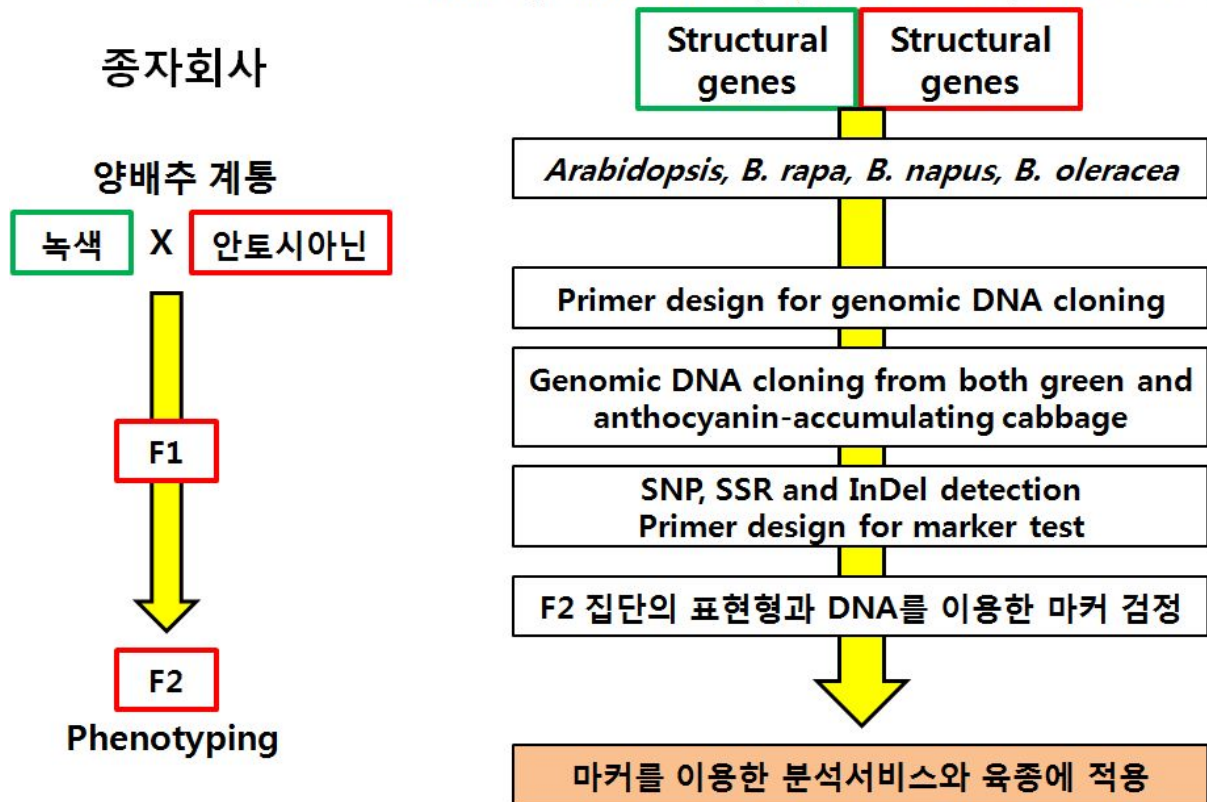 종자회사
양배추 계통
녹색 X 안토시아닌
F1
F2
Phenotyping
Structural
genes
Structural
genes
Arabidopsis, B. rapa, B. napus, B. oleracea
Primer design for genomic DNA cloning
Genomic DNA cloning from both green and
anthocyanin-accumulating cabbage
SNP, SSR and InDel detection
Primer design for marker test
F2 집단의 표현형과 DNA를 이용한 마커 검정
마커를 이용한 분석서비스와 육종에 적용